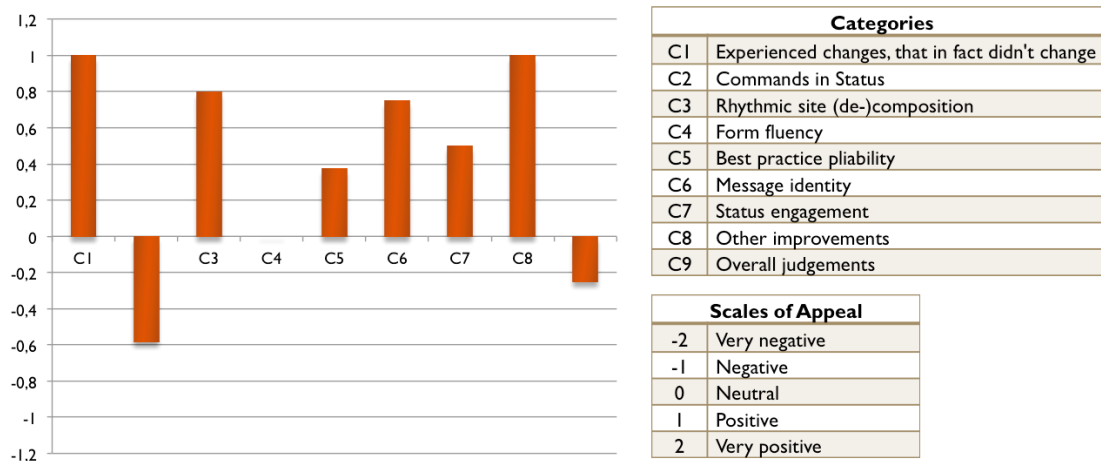 1,2
1
0,8
0,6
0,4
0,2
0
-0,2
-0,4
-0,6
-0,8
-1
-1,2
C1 C3 C4 C5 C6 C7 C8
Categories
C1 Experienced changes, that in fact didn't change
C2 Commands in Status
C3 Rhythmic site (de-)composition
C4 Form fluency
C5 Best practice pliability
C6 Message identity
C7 Status engagement
C8 Other improvements
C9 Overall judgements
Scales of Appeal
-2 Very negative
-1 Negative
0 Neutral
1 Positive
2 Very positive